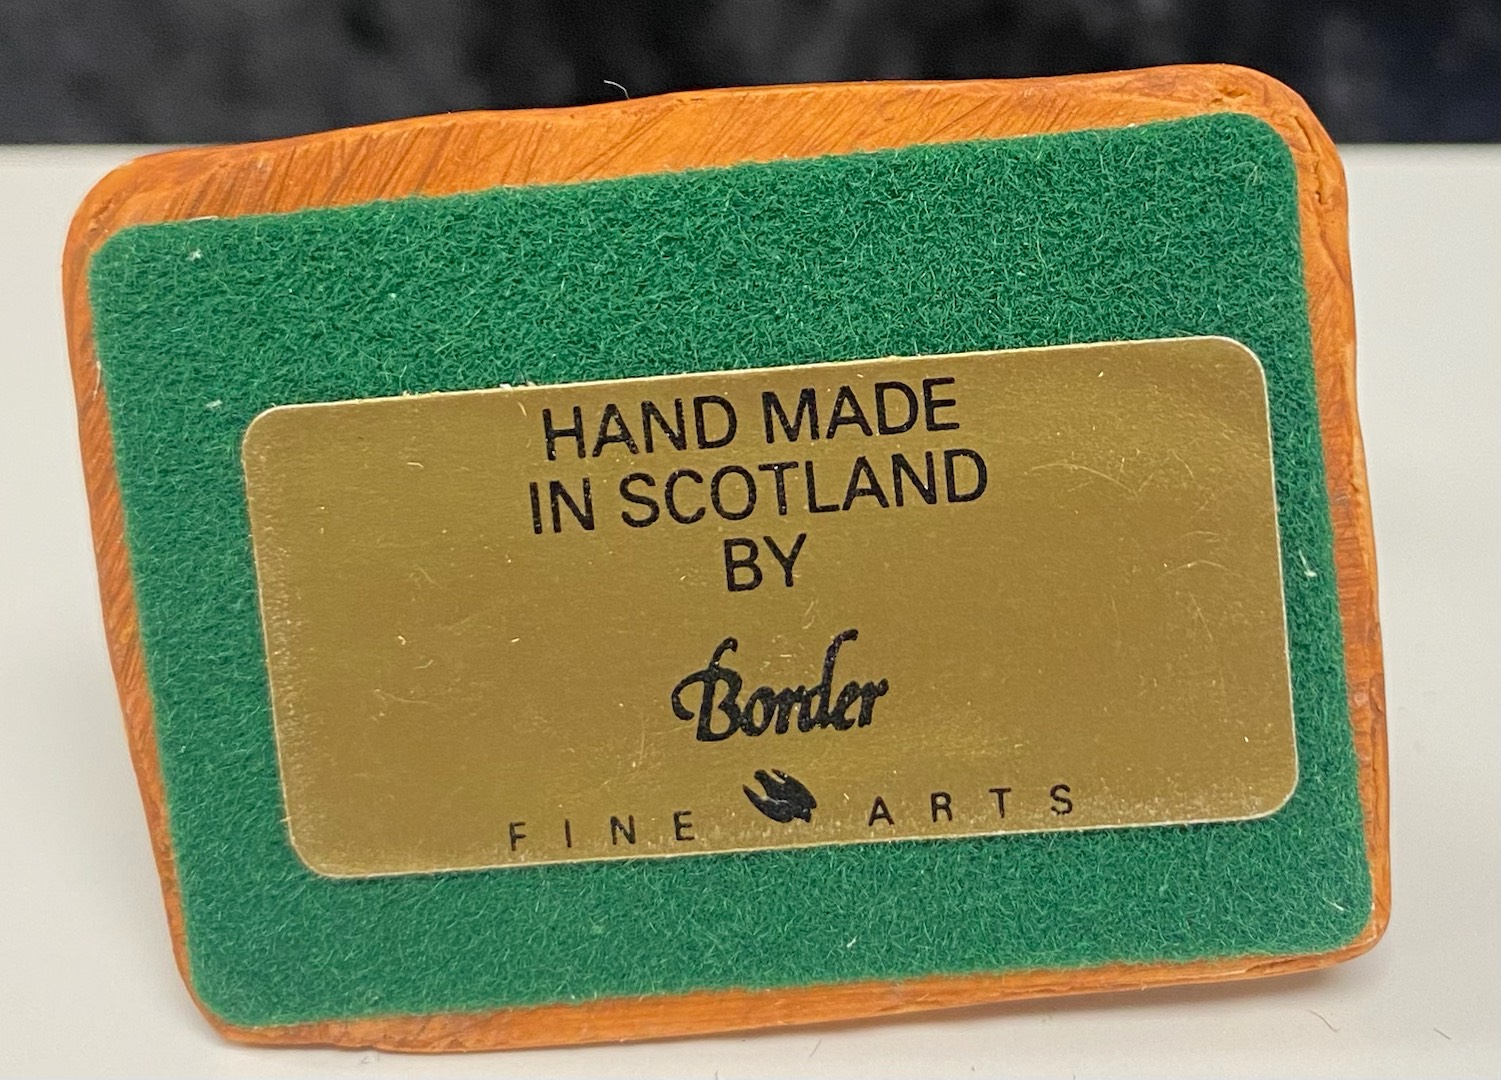 HAND MADE
IN SCOTLAND
BY
Border
FINE ARTS